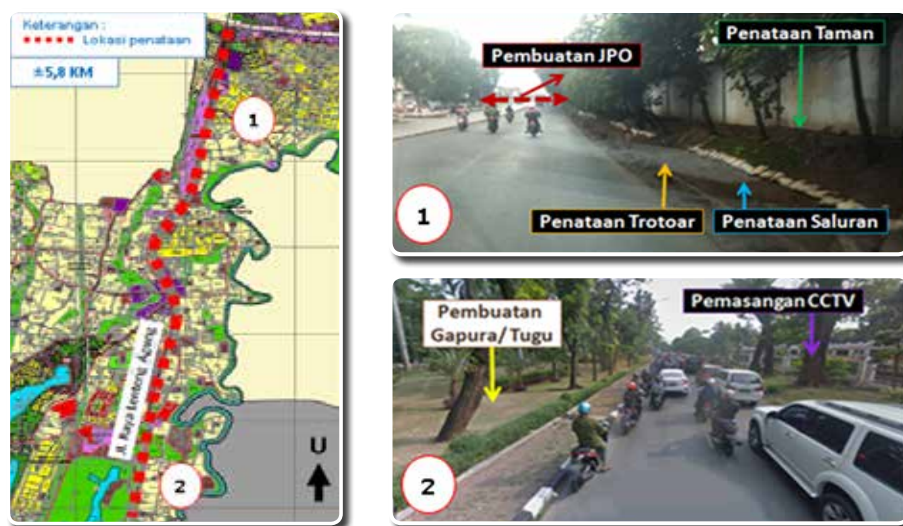 Keterangan :
Lokasi penataan
±5,8 KM
1
Jl. Raya Lenteng Agung
2
U
Pembuatan JPO
Penataan Taman
Penataan Trotoar
Penataan Saluran
1
Pembuatan
Gapura/ Tugu
Pemasangan CCTV
2